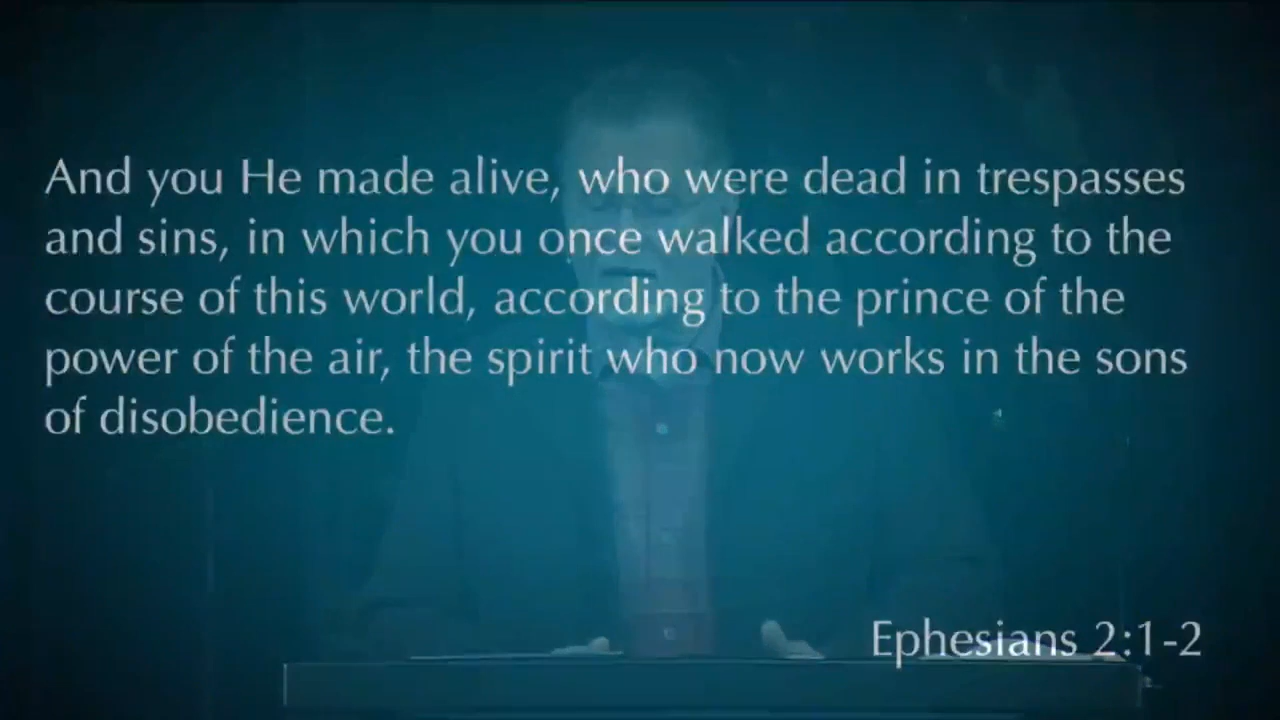 And you He made alive, who were dead in trespasses
and sins, in which you once walked according to the
course of this world, according to the prince of the
power of the air, the spirit who now works in the sons
of disobedience.
Ephesians 2:1-2